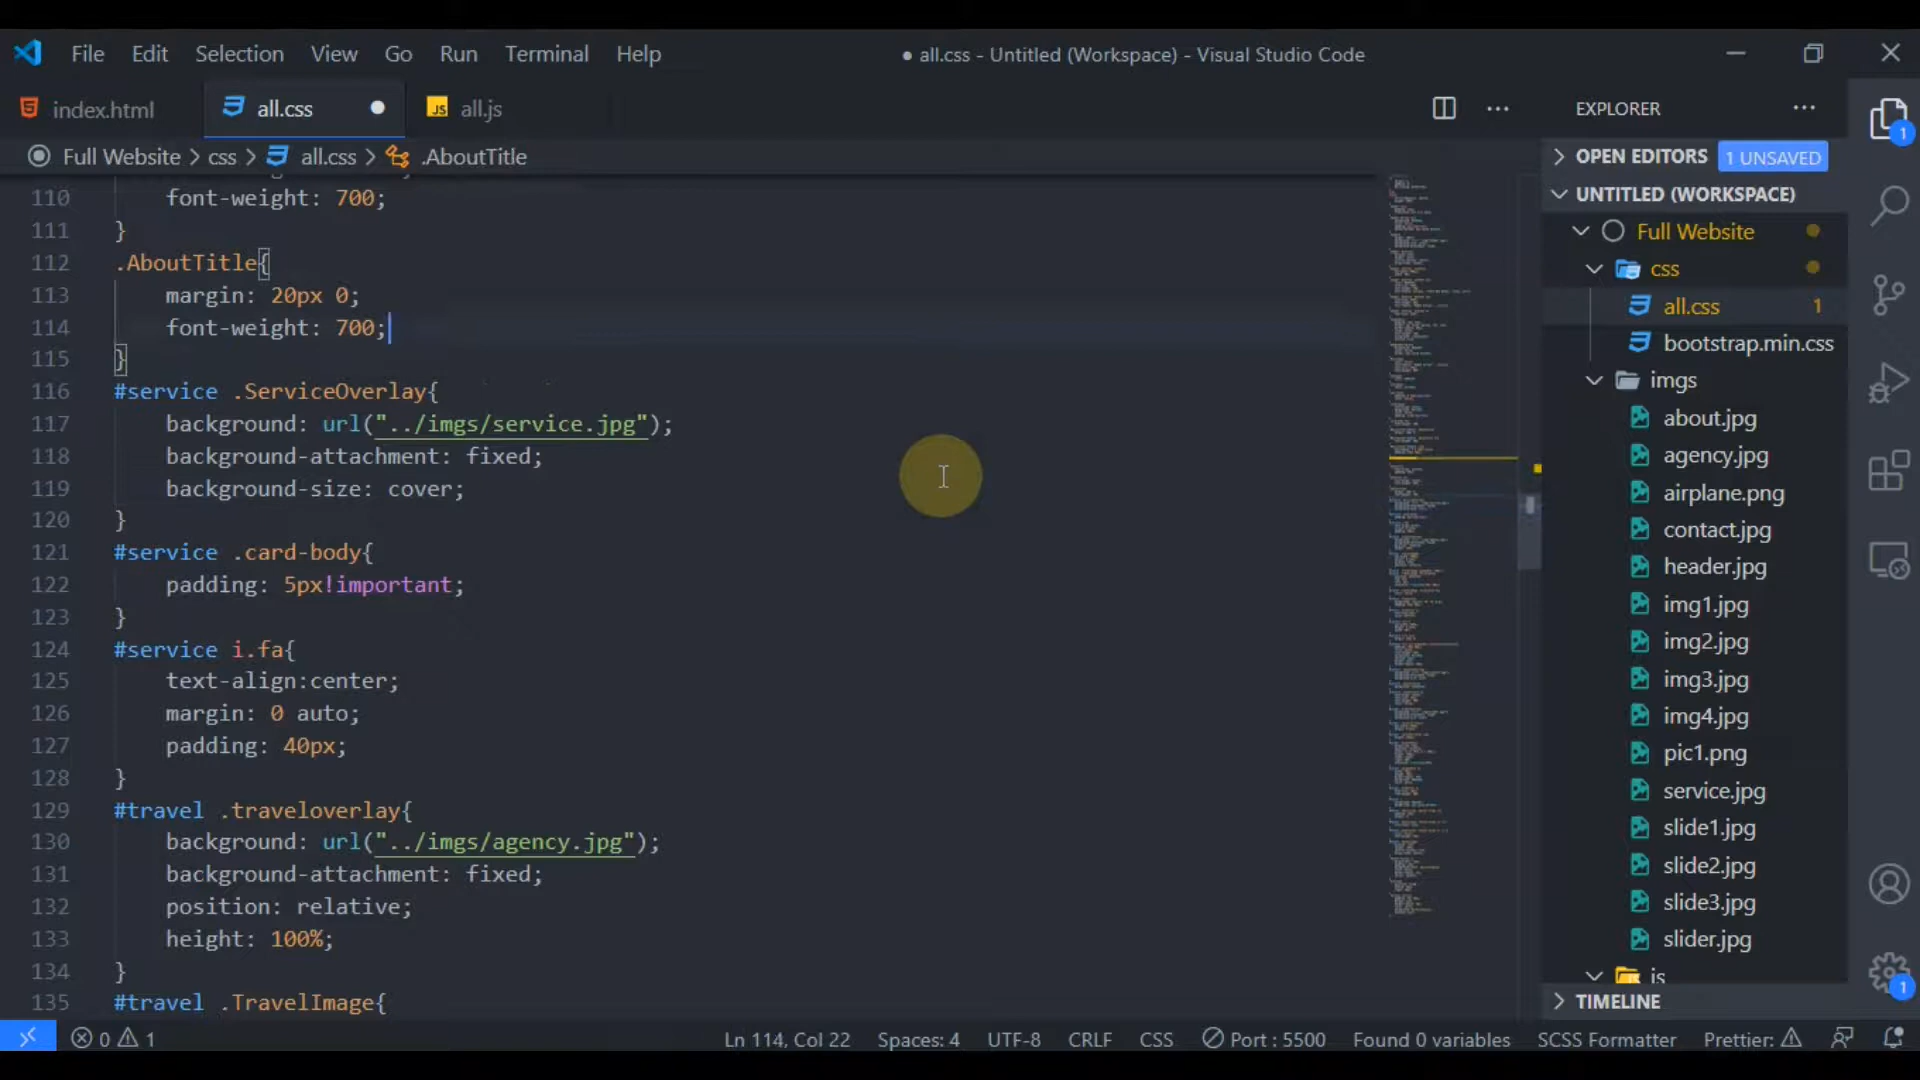 File Edit Selection View Go Run Terminal Help
● all.css - Untitled (Workspace) - Visual Studio Code
index.html all.css JS all.js
Full Website > css > all.css > .AboutTitle
110 font-weight: 700;
111 }
112 .AboutTitle{
113 margin: 20px 0;
114 font-weight: 700;
115 }
116 #service .ServiceOverlay{
117 background: url("../imgs/service.jpg");
118 background-attachment: fixed;
119 background-size: cover;
120 }
121 #service .card-body{
122 padding: 5px!important;
123 }
124 #service i.fa{
125 text-align:center;
126 margin: 0 auto;
127 padding: 40px;
128 }
129 #travel .traveloverlay{
130 background: url("../imgs/agency.jpg");
131 background-attachment: fixed;
132 position: relative;
133 height: 100%;
134 }
135 #travel .TravelImage{
EXPLORER
OPEN EDITORS 1 UNSAVED
UNTITLED (WORKSPACE)
Full Website
css
all.css 1
bootstrap.min.css
imgs
about.jpg
agency.jpg
airplane.png
contact.jpg
header.jpg
img1.jpg
img2.jpg
img3.jpg
img4.jpg
pic1.png
service.jpg
slide1.jpg
slide2.jpg
slide3.jpg
slider.jpg
js
TIMELINE
1
1
0 1 Ln 114, Col 22 Spaces: 4 UTF-8 CRLF CSS Port : 5500 Found 0 variables SCSS Formatter Prettier: